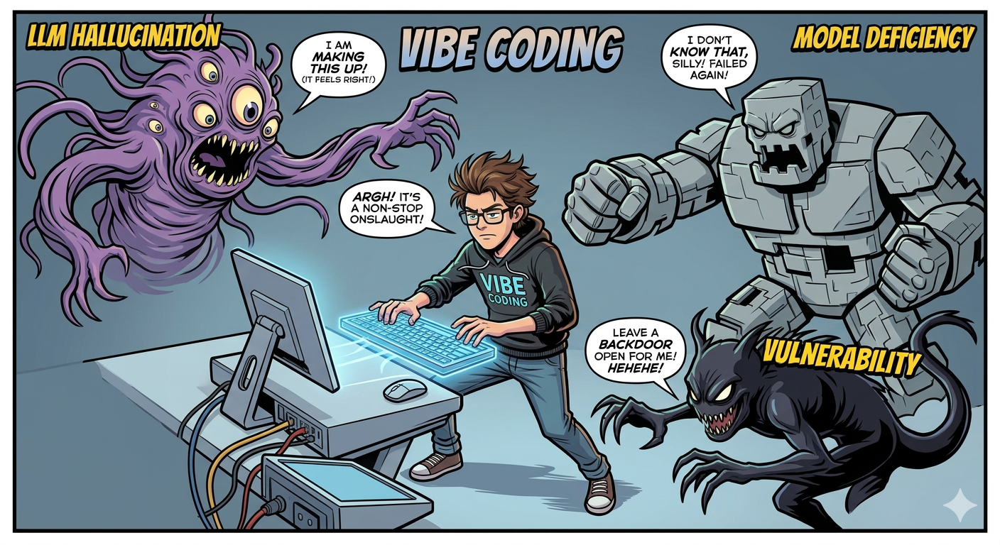 LLM HALLUCINATION
VIBE CODING
MODEL DEFICIENCY
I AM
MAKING
THIS UP!
(IT FEELS RIGHT!)
I DON'T
KNOW THAT,
SILLY! FAILED
AGAIN!
ARGH! IT'S
A NON-STOP
ONSLAUGHT!
VIBE
CODING
LEAVE A
BACKDOOR
OPEN FOR ME!
HEHEHE!
VULNERABILITY